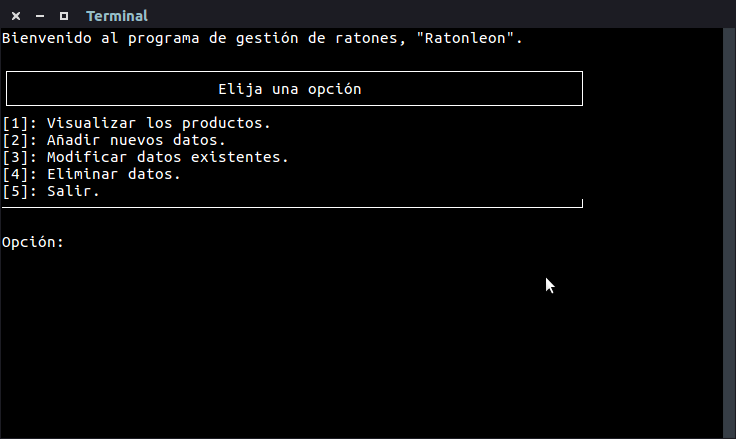 Terminal
Bienvenido al programa de gestión de ratones, "Ratonleon".
Elija una opción
[1]: Visualizar los productos.
[2]: Añadir nuevos datos.
[3]: Modificar datos existentes.
[4]: Eliminar datos.
[5]: Salir.
Opción: